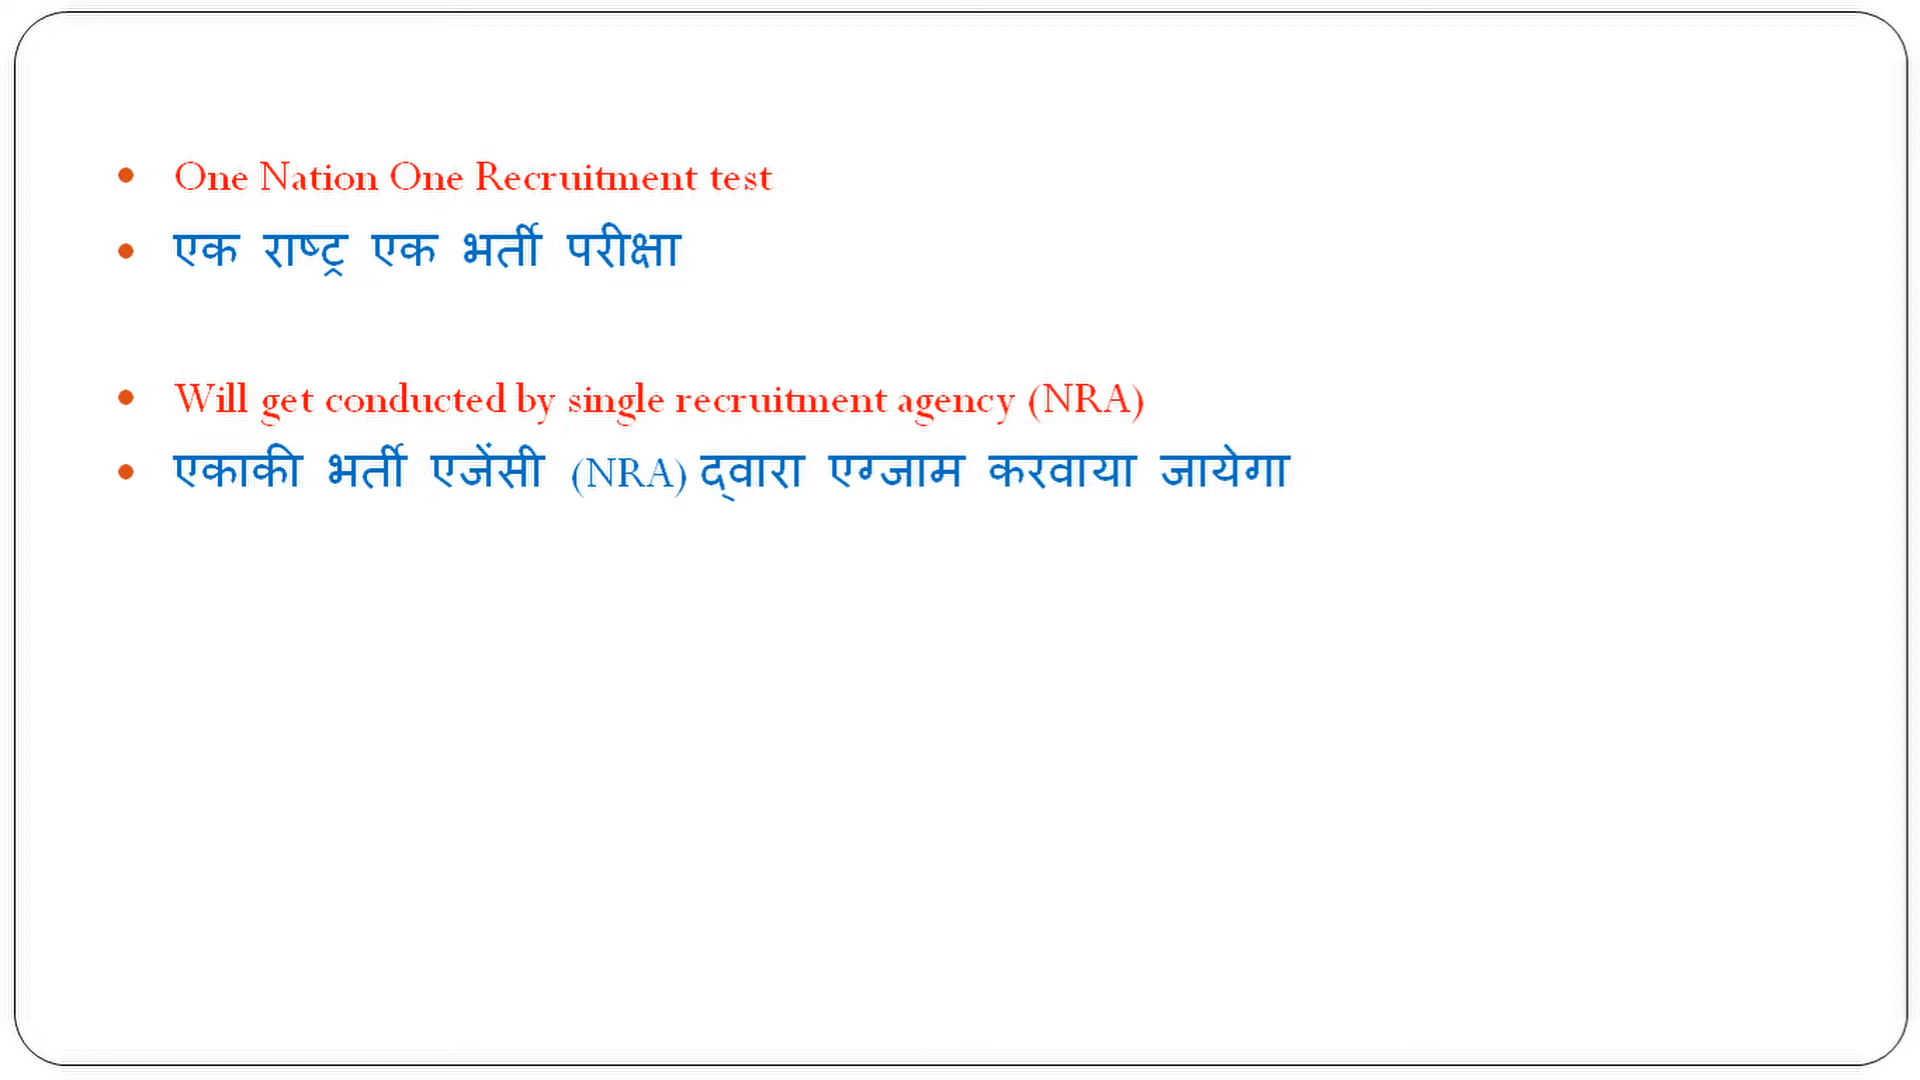 One Nation One Recruitment test
एक राष्ट्र एक भर्ती परीक्षा
Will get conducted by single recruitment agency (NRA)
एकाकी भर्ती एजेंसी (NRA) द्वारा एग्जाम करवाया जायेगा